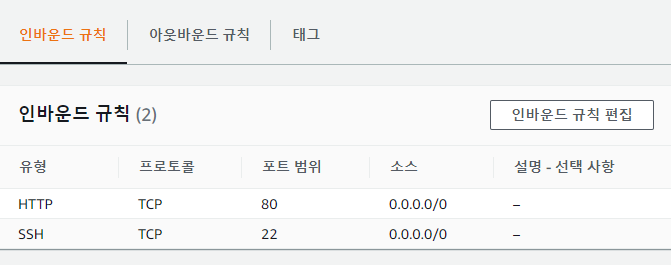 인바운드 규칙 아웃바운드 규칙 태그
인바운드 규칙 (2) 인바운드 규칙 편집
유형 프로토콜 포트 범위 소스 설명 - 선택 사항
HTTP TCP 80 0.0.0.0/0 –
SSH TCP 22 0.0.0.0/0 –